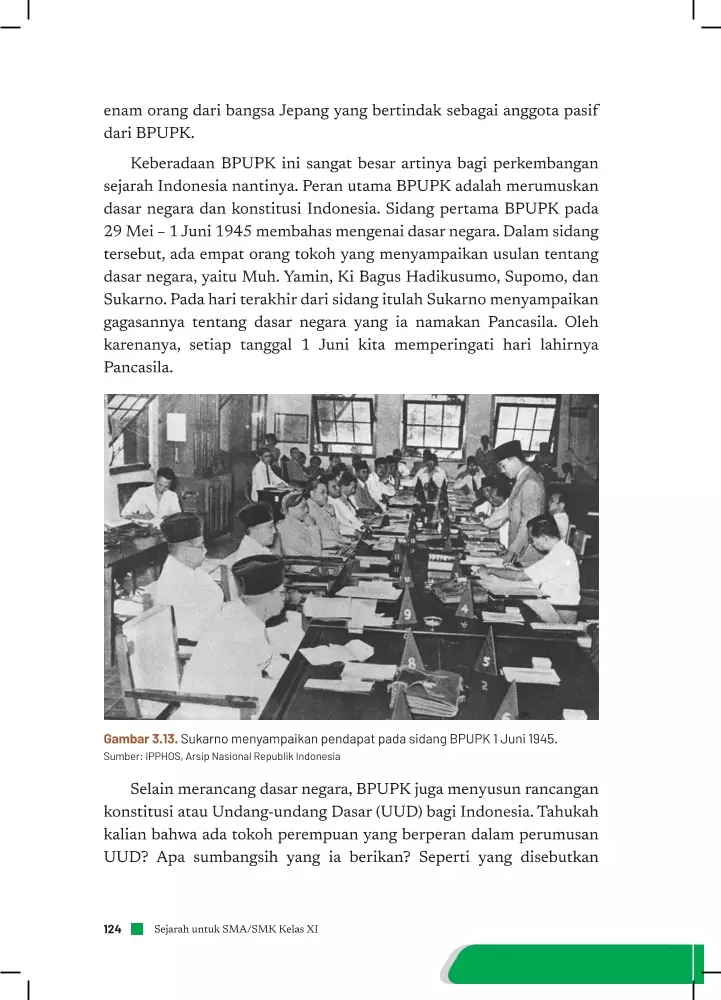 enam orang dari bangsa Jepang yang bertindak sebagai anggota pasif
dari BPUPK.
Keberadaan BPUPK ini sangat besar artinya bagi perkembangan
sejarah Indonesia nantinya. Peran utama BPUPK adalah merumuskan
dasar negara dan konstitusi Indonesia. Sidang pertama BPUPK pada
29 Mei – 1 Juni 1945 membahas mengenai dasar negara. Dalam sidang
tersebut, ada empat orang tokoh yang menyampaikan usulan tentang
dasar negara, yaitu Muh. Yamin, Ki Bagus Hadikusumo, Supomo, dan
Sukarno. Pada hari terakhir dari sidang itulah Sukarno menyampaikan
gagasannya tentang dasar negara yang ia namakan Pancasila. Oleh
karenanya, setiap tanggal 1 Juni kita memperingati hari lahirnya
Pancasila.
9
4
8
5
2
6
Gambar 3.13. Sukarno menyampaikan pendapat pada sidang BPUPK 1 Juni 1945.
Sumber: IPPHOS, Arsip Nasional Republik Indonesia
Selain merancang dasar negara, BPUPK juga menyusun rancangan
konstitusi atau Undang-undang Dasar (UUD) bagi Indonesia. Tahukah
kalian bahwa ada tokoh perempuan yang berperan dalam perumusan
UUD? Apa sumbangsih yang ia berikan? Seperti yang disebutkan
124 Sejarah untuk SMA/SMK Kelas XI